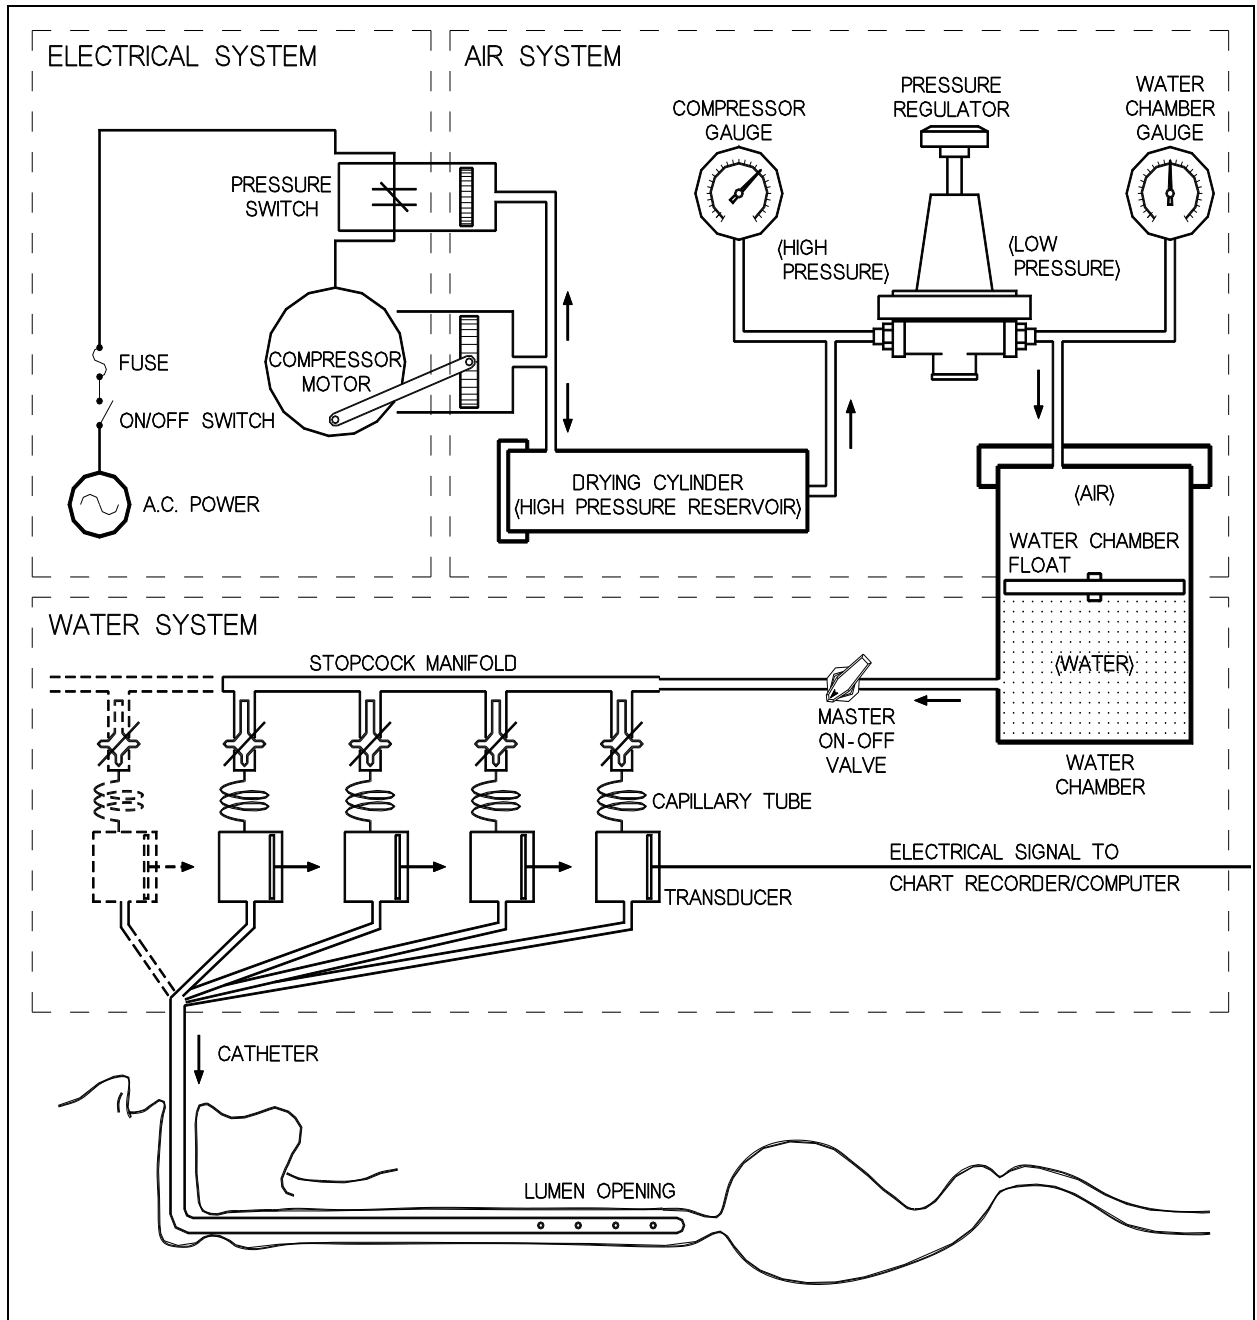 ELECTRICAL SYSTEM
AIR SYSTEM
COMPRESSOR
GAUGE
PRESSURE
REGULATOR
WATER
CHAMBER
GAUGE
PRESSURE
SWITCH
(HIGH
PRESSURE)
(LOW
PRESSURE)
FUSE
COMPRESSOR
MOTOR
ON/OFF SWITCH
A.C. POWER
DRYING CYLINDER
(HIGH PRESSURE RESERVOIR)
(AIR)
WATER CHAMBER
FLOAT
WATER SYSTEM
STOPCOCK MANIFOLD
(WATER)
MASTER
ON-OFF
VALVE
WATER
CHAMBER
CAPILLARY TUBE
ELECTRICAL SIGNAL TO
CHART RECORDER/COMPUTER
TRANSDUCER
CATHETER
LUMEN OPENING